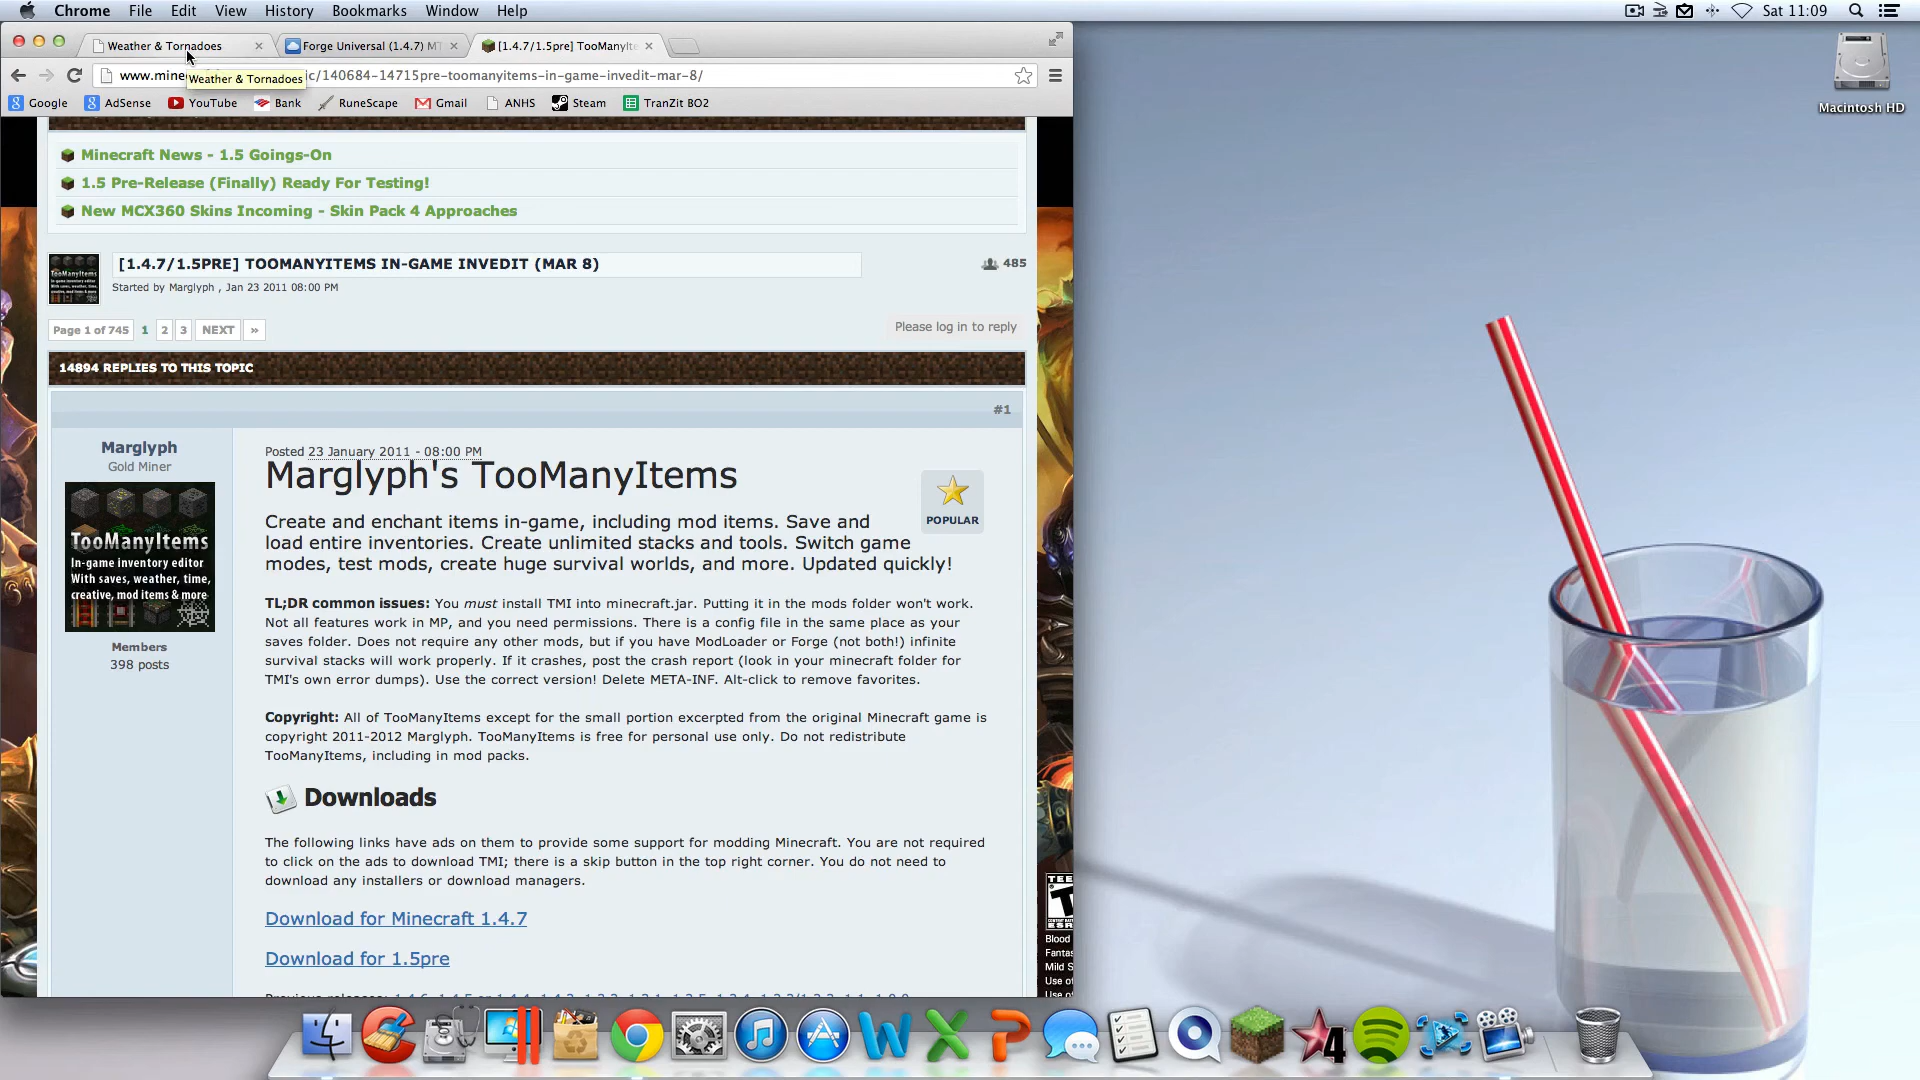 Chrome File Edit View History Bookmarks Window Help Sat 11:09
Weather & Tornadoes Forge Universal (1.4.7) MT [1.4.7/1.5pre] TooManyIte
www.mine c/140684-14715pre-toomanyitems-in-game-invedit-mar-8/
Weather & Tornadoes
Google AdSense YouTube Bank RuneScape Gmail ANHS Steam TranZit BO2
Macintosh HD
Minecraft News - 1.5 Goings-On
1.5 Pre-Release (Finally) Ready For Testing!
New MCX360 Skins Incoming - Skin Pack 4 Approaches
[1.4.7/1.5PRE] TOOMANYITEMS IN-GAME INVEDIT (MAR 8)
485
Started by Marglyph , Jan 23 2011 08:00 PM
Page 1 of 745 1 2 3 NEXT »
Please log in to reply
14894 REPLIES TO THIS TOPIC
#1
Marglyph
Gold Miner
TooManyItems
In-game inventory editor
With saves, weather, time,
creative, mod items & more
Members
398 posts
Posted 23 January 2011 - 08:00 PM
Marglyph's TooManyItems
POPULAR
Create and enchant items in-game, including mod items. Save and
load entire inventories. Create unlimited stacks and tools. Switch game
modes, test mods, create huge survival worlds, and more. Updated quickly!
TL;DR common issues: You must install TMI into minecraft.jar. Putting it in the mods folder won't work.
Not all features work in MP, and you need permissions. There is a config file in the same place as your
saves folder. Does not require any other mods, but if you have ModLoader or Forge (not both!) infinite
survival stacks will work properly. If it crashes, post the crash report (look in your minecraft folder for
TMI's own error dumps). Use the correct version! Delete META-INF. Alt-click to remove favorites.
Copyright: All of TooManyItems except for the small portion excerpted from the original Minecraft game is
copyright 2011-2012 Marglyph. TooManyItems is free for personal use only. Do not redistribute
TooManyItems, including in mod packs.
Downloads
The following links have ads on them to provide some support for modding Minecraft. You are not required
to click on the ads to download TMI; there is a skip button in the top right corner. You do not need to
download any installers or download managers.
Download for Minecraft 1.4.7
Download for 1.5pre
TEE
Blood
Fantas
Mild S
Use of
Use of